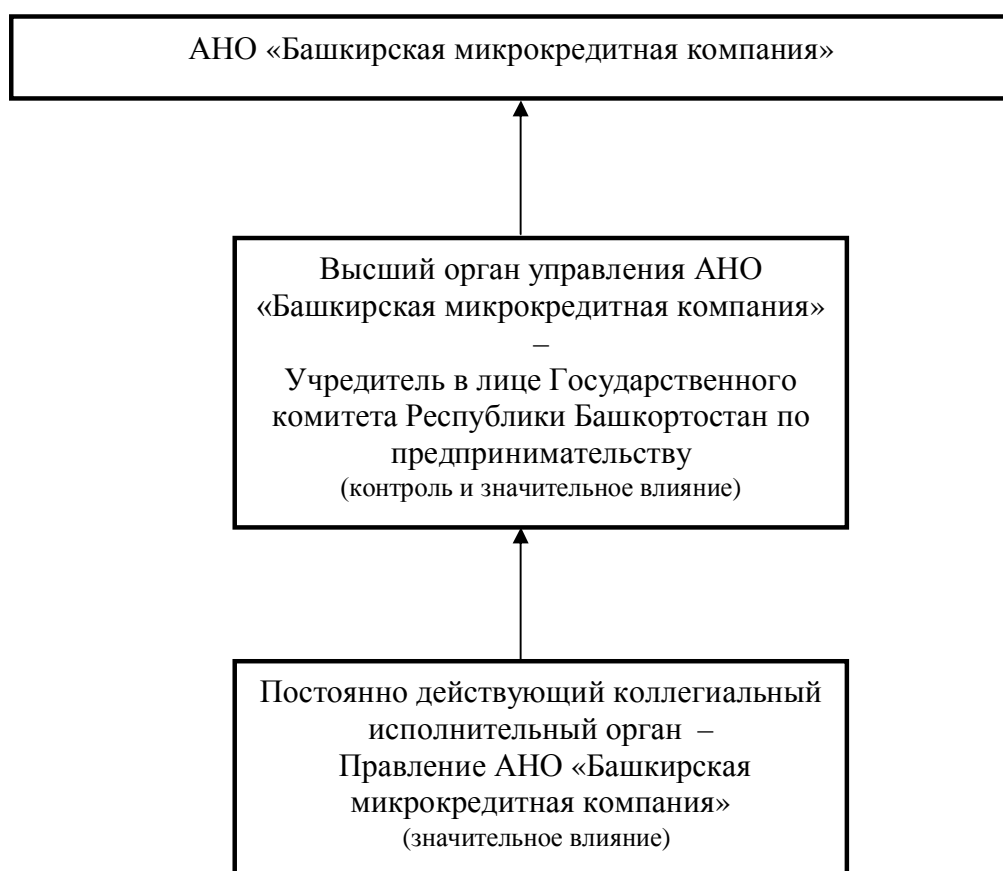 АНО «Башкирская микрокредитная компания»
Высший орган управления АНО
«Башкирская микрокредитная компания»
–
Учредитель в лице Государственного
комитета Республики Башкортостан по
предпринимательству
(контроль и значительное влияние)
Постоянно действующий коллегиальный
исполнительный орган –
Правление АНО «Башкирская
микрокредитная компания»
(значительное влияние)